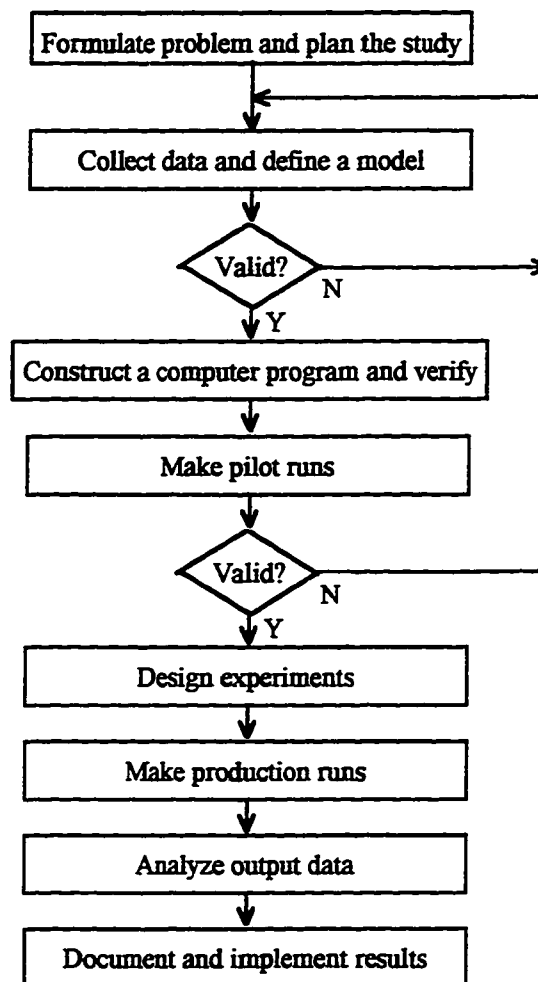 Formulate problem and plan the study
Collect data and define a model
Valid?
N
Y
Construct a computer program and verify
Make pilot runs
Valid?
N
Y
Design experiments
Make production runs
Analyze output data
Document and implement results